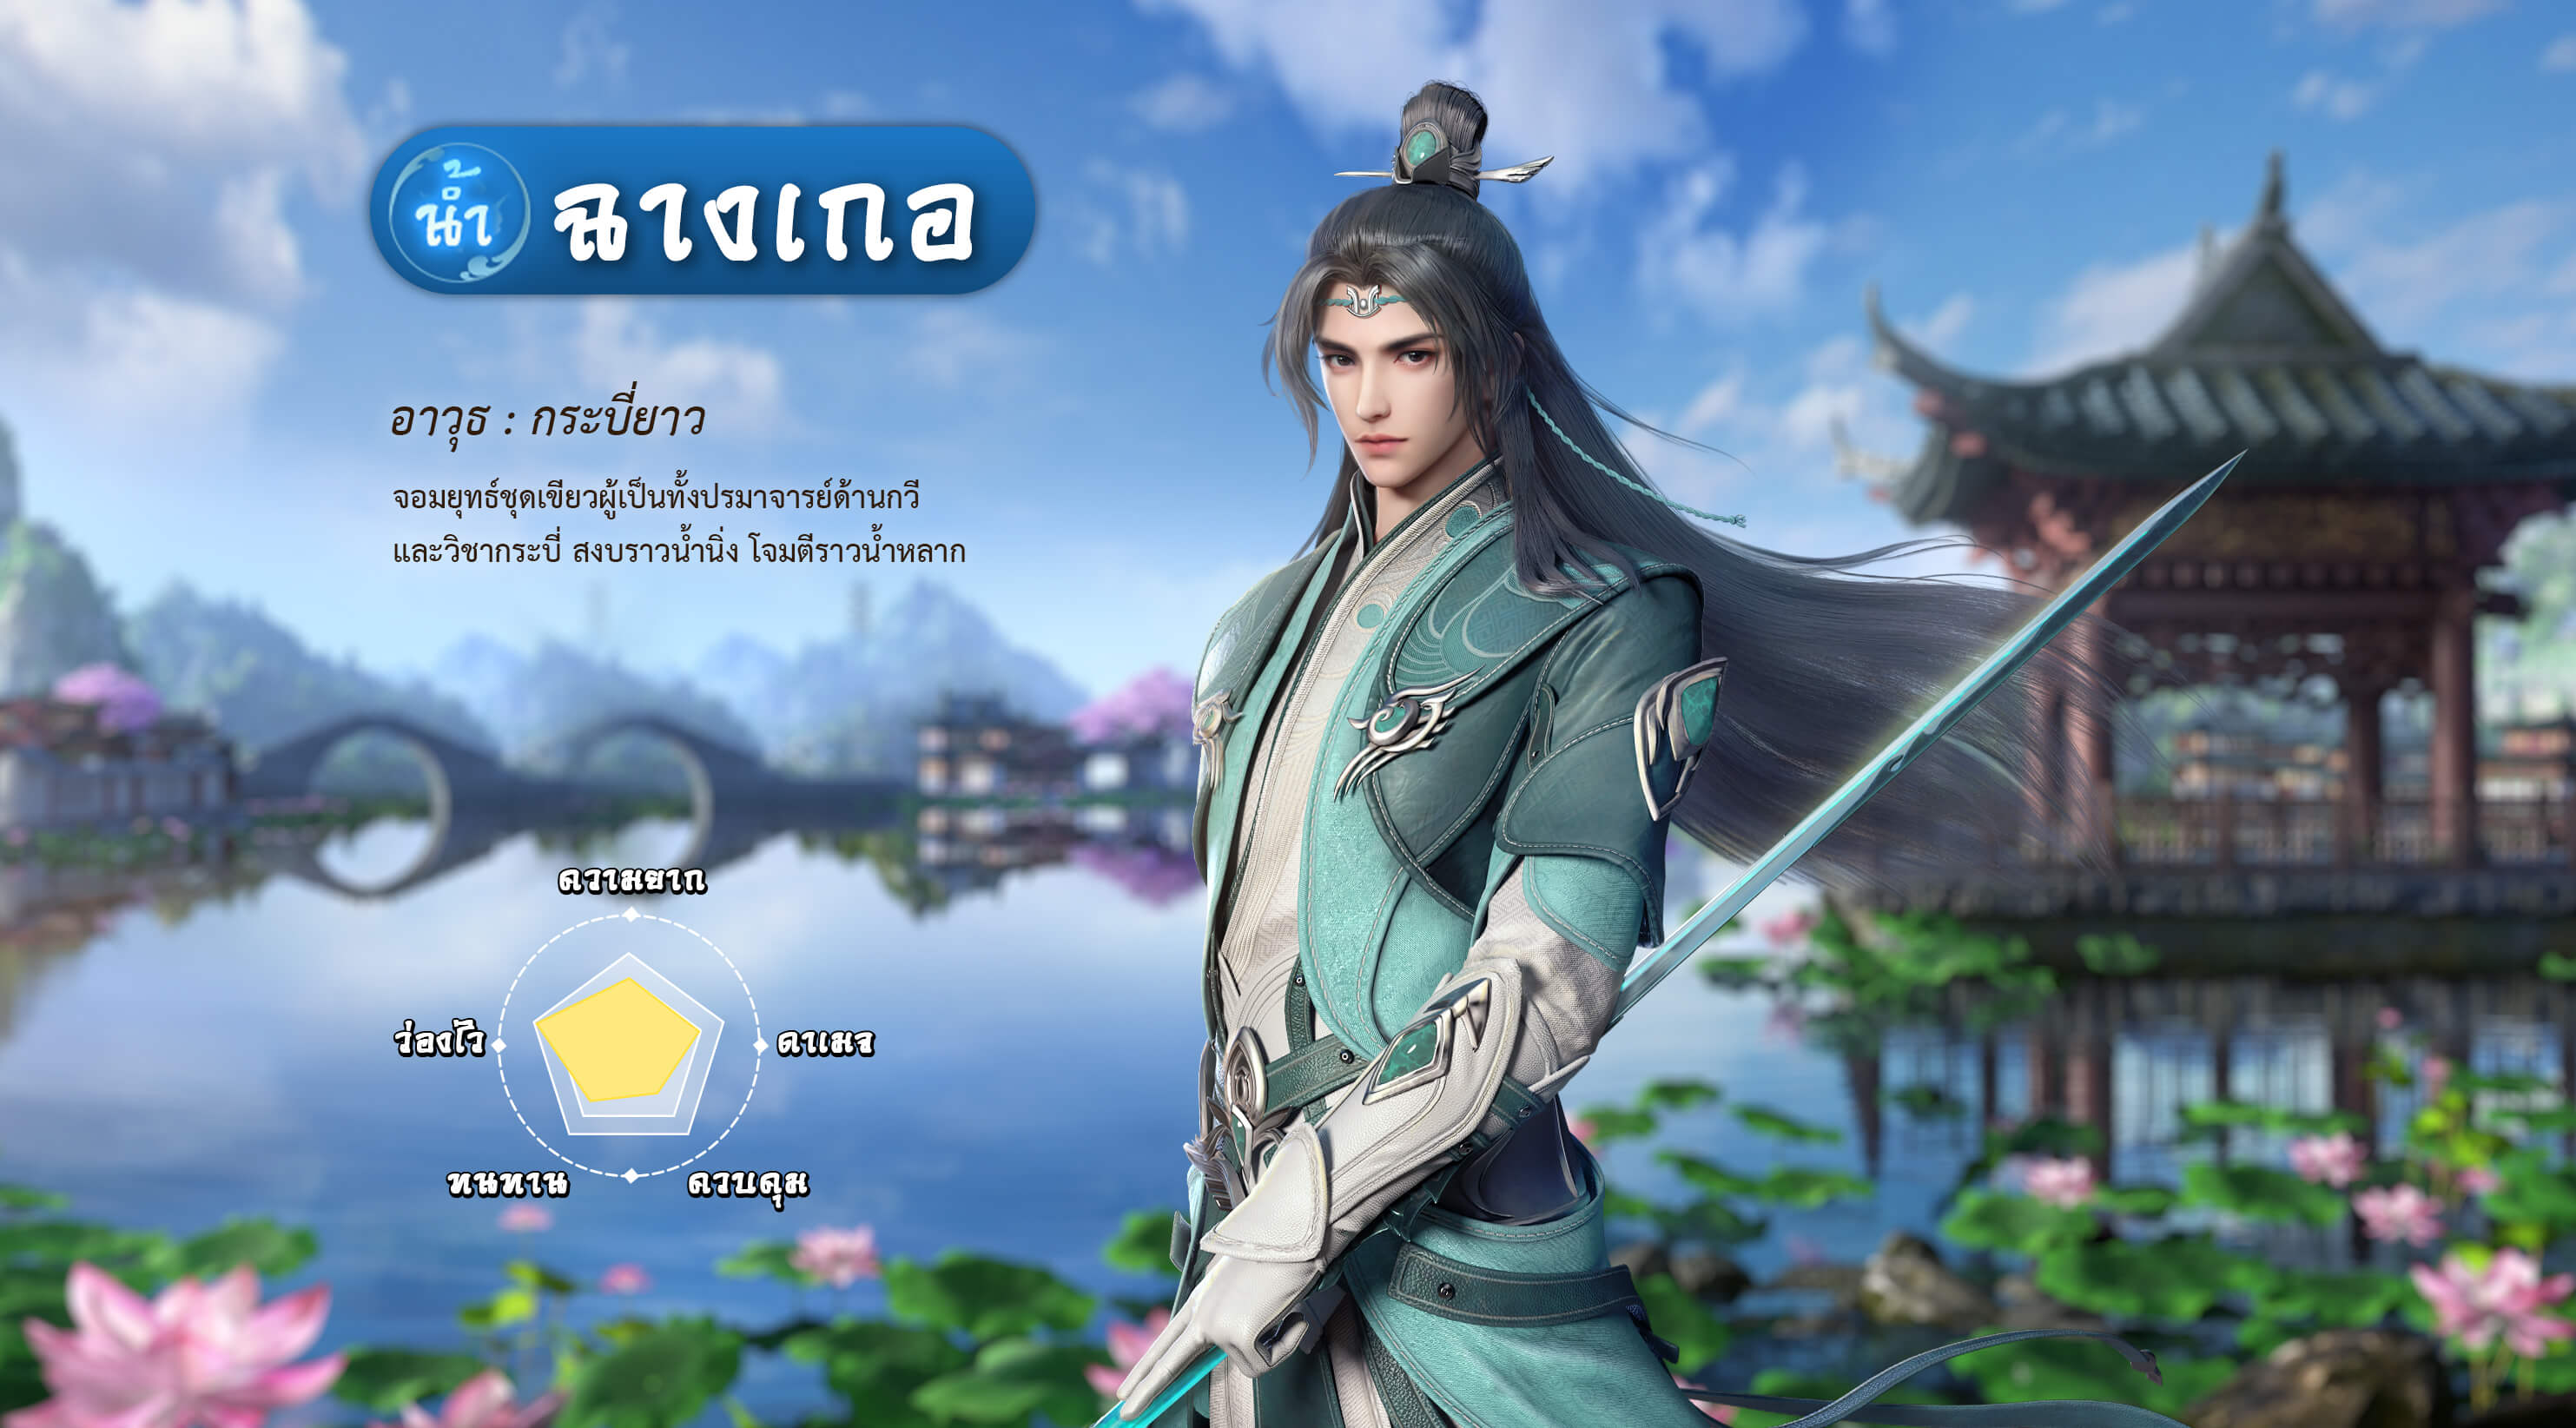 น้ำ ฉางเกอ
อาวุธ : กระบี่ยาว
จอมยุทธ์ชุดเขียวผู้เป็นทั้งปรมาจารย์ด้านกวี
และวิชากระบี่ สงบราวน้ำนิ่ง โจมตีราวน้ำหลาก
ความยาก
ว่องไว
ดาเมจ
ทนทาน
ควบคุม